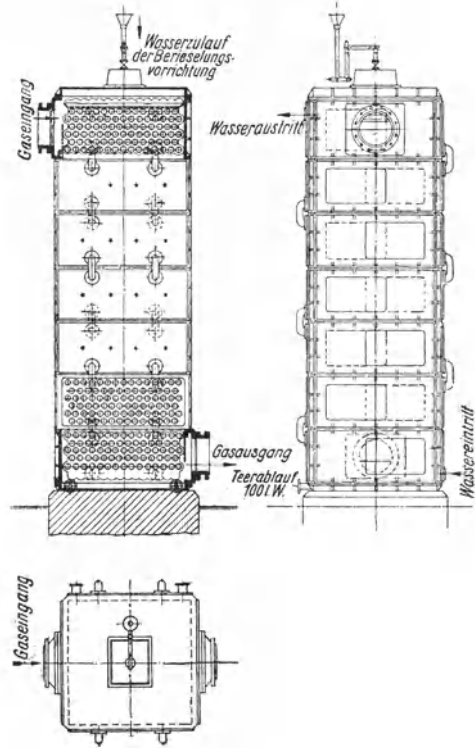 Wasserzulauf
der Berieselungs-
vorrichtung
Gaseingang
Wasseraustritt
Gasausgang
Teerablauf
100 l.W.
Wassereintritt
Gaseingang